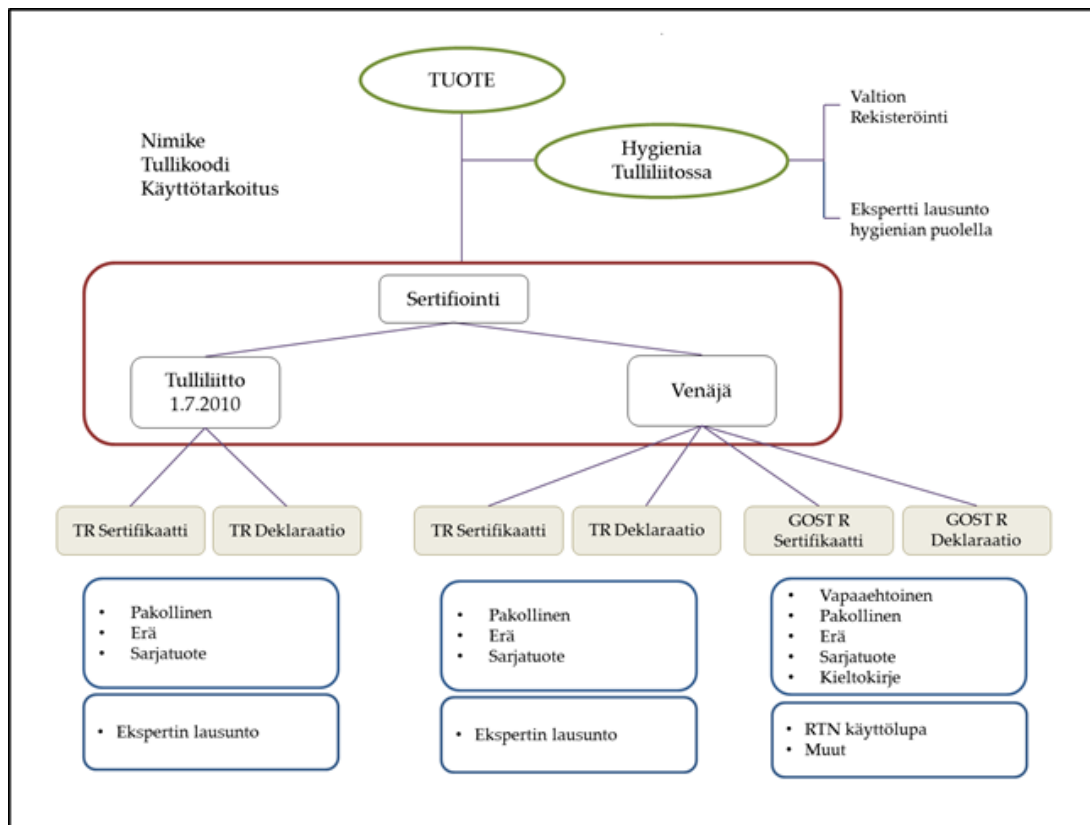 TUOTE
Nimike
Tullikoodi
Käyttötarkoitus
Hygienia
Tulliliitossa
Valtion
Rekisteröinti
Ekspertti lausunto
hygienian puolella
Sertifiointi
Tulliliitto
1.7.2010
Venäjä
TR Sertifikaatti
TR Deklaraatio
TR Sertifikaatti
TR Deklaraatio
GOST R
Sertifikaatti
GOST R
Deklaraatio
• Pakollinen
• Erä
• Sarjatuote
• Ekspertin lausunto
• Pakollinen
• Erä
• Sarjatuote
• Ekspertin lausunto
• Vapaaehtoinen
• Pakollinen
• Erä
• Sarjatuote
• Kieltokirje
• RTN käyttölupa
• Muut